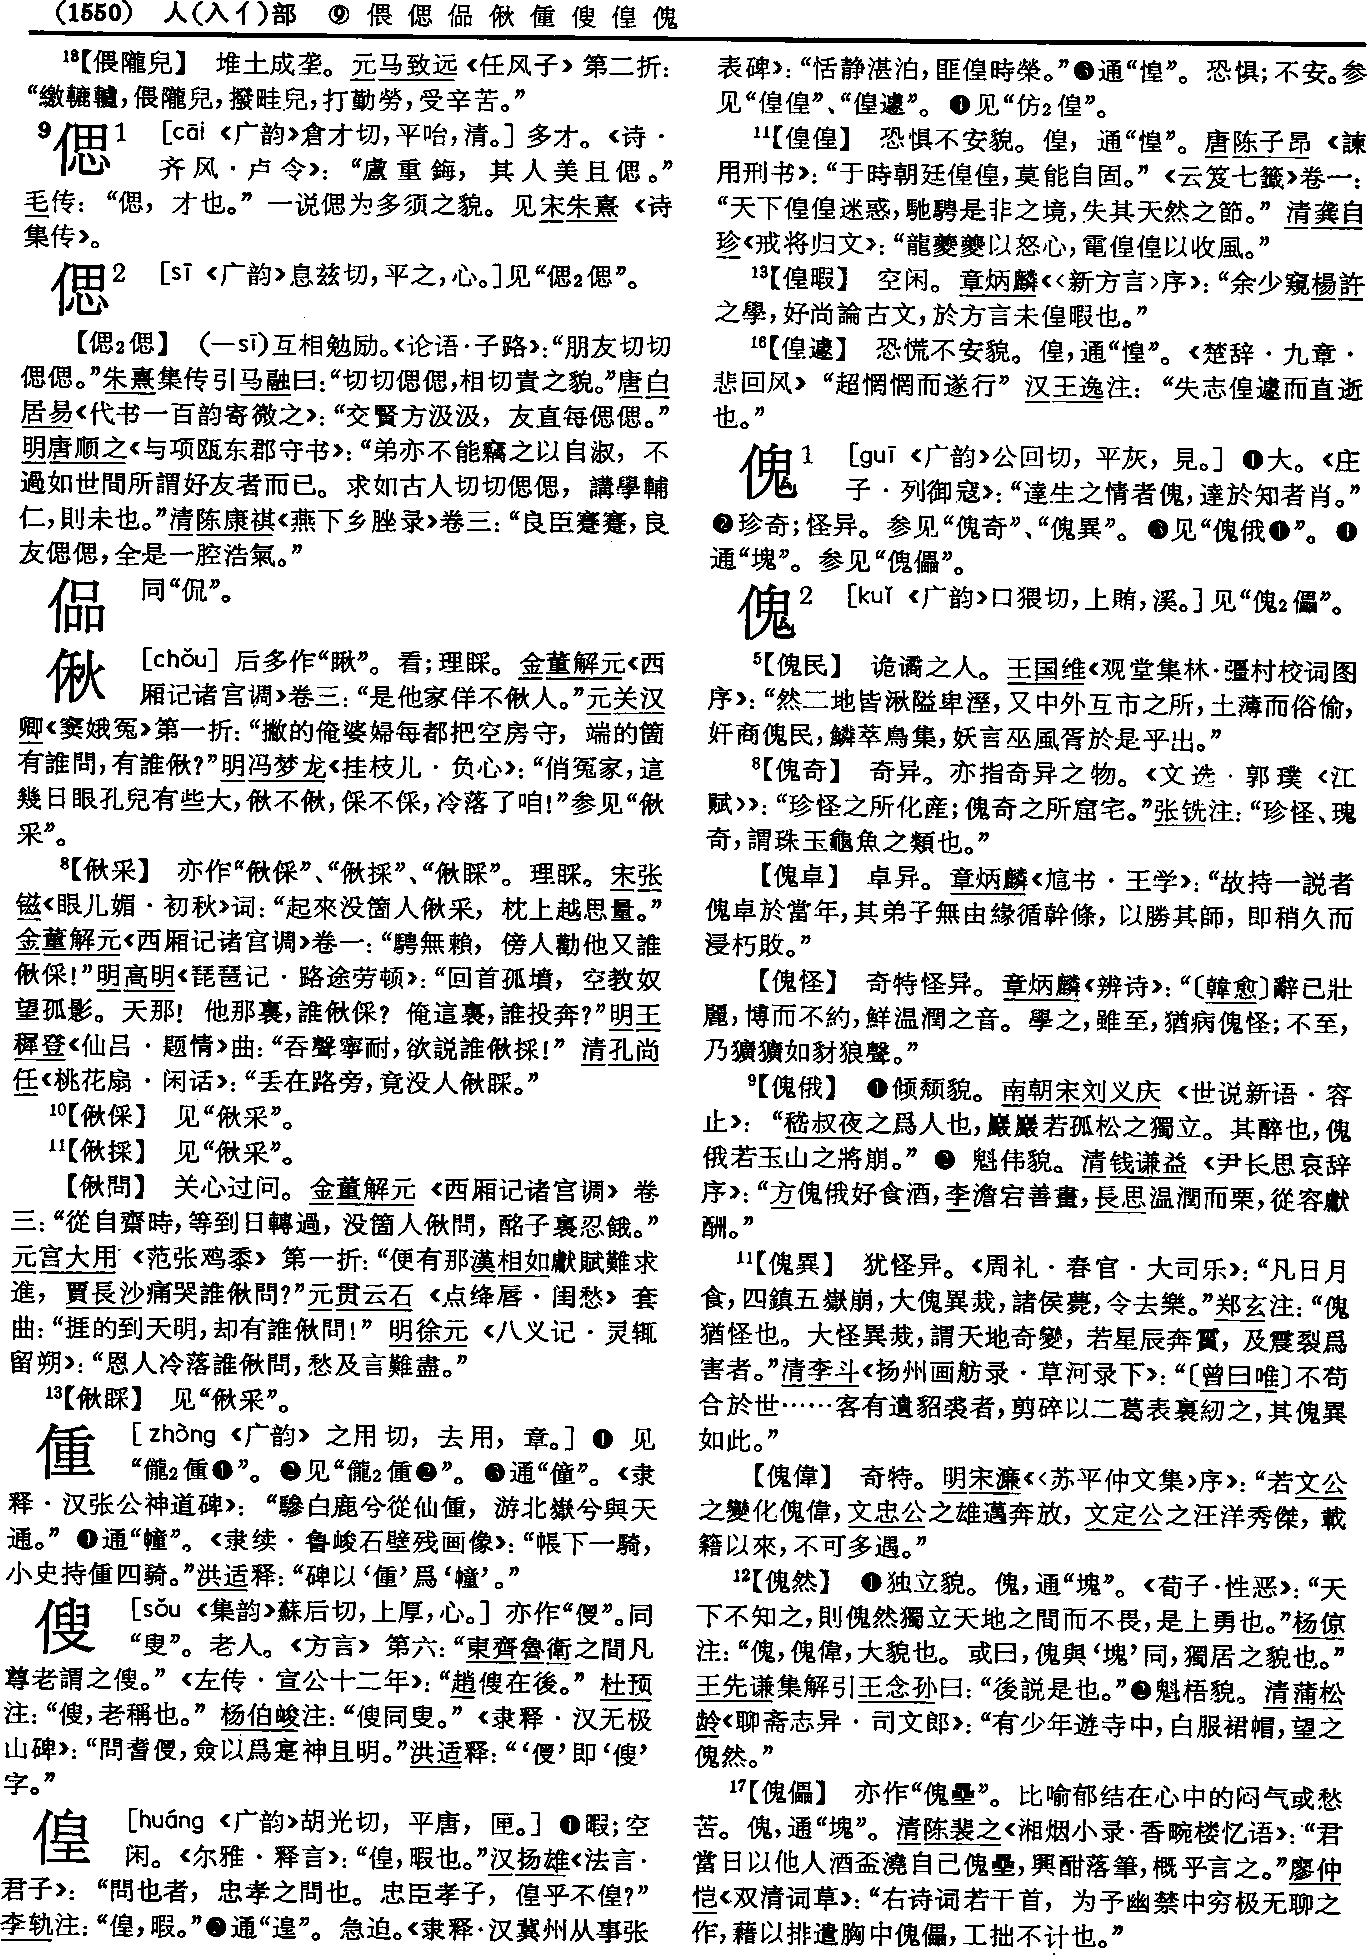 (1550) 人(入亻)部 ⑨ 偎偲偘偢偅傁偟傀
¹⁸【偎隴兒】 堆土成垄。元马致远《任风子》第二折：
“繳轆轤，偎隴兒，撥畦兒，打勤勞，受辛苦。”
⁹偲1 [cāi《广韵》倉才切，平咍，清。]多才。《诗·
齐风·卢令》：“盧重鋂，其人美且偲。”
毛传：“偲，才也。”一说偲为多须之貌。见宋朱熹《诗
集传》。
偲2 [sī《广韵》息兹切，平之，心。]见“偲₂偲”。
【偲₂偲】 (—sī)互相勉励。《论语·子路》：“朋友切切
偲偲。”朱熹集传引马融曰：“切切偲偲，相切責之貌。”唐白
居易《代书一百韵寄微之》：“交賢方汲汲，友直每偲偲。”
明唐顺之《与项瓯东郡守书》：“弟亦不能竊之以自淑，不
過如世間所謂好友者而已。求如古人切切偲偲，講學輔
仁，則未也。”清陈康祺《燕下乡脞录》卷三：“良臣蹇蹇，良
友偲偲，全是一腔浩氣。”
偘 同“侃”。
偢 [chǒu]后多作“瞅”。看；理睬。金董解元《西
厢记诸宫调》卷三：“是他家佯不偢人。”元关汉
卿《窦娥冤》第一折：“撇的俺婆婦每都把空房守，端的箇
有誰問，有誰偢？”明冯梦龙《挂枝儿·负心》：“俏冤家，這
幾日眼孔兒有些大，偢不偢，倸不倸，冷落了咱！”参见“偢
采”。
⁸【偢采】 亦作“偢倸”、“偢採”、“偢睬”。理睬。宋张
镃《眼儿媚·初秋》词：“起來没箇人偢采，枕上越思量。”
金董解元《西厢记诸宫调》卷一：“騁無賴，傍人勸他又誰
偢倸！”明高明《琵琶记·路途劳顿》：“回首孤墳，空教奴
望孤影。天那！他那裏，誰偢倸？俺這裏，誰投奔？”明王
穉登《仙吕·题情》曲：“吞聲寧耐，欲説誰偢採！”清孔尚
任《桃花扇·闲话》：“丢在路旁，竟没人偢睬。”
¹⁰【偢倸】 见“偢采”。
¹¹【偢採】 见“偢采”。
【偢問】 关心过问。金董解元《西厢记诸宫调》卷
三：“從自齋時，等到日轉過，没箇人偢問，酩子裏忍餓。”
元宫大用《范张鸡黍》第一折：“便有那漢相如獻賦難求
進，賈長沙痛哭誰偢問？”元贯云石《点绛唇·闺愁》套
曲：“捱的到天明，却有誰偢問！”明徐元《八义记·灵辄
留朔》：“恩人冷落誰偢問，愁及言難盡。”
¹³【偢睬】 见“偢采”。
偅 [zhòng《广韵》之用切，去用，章。]❶见
“儱₂偅❶”。❷见“儱₂偅❷”。❸通“僮”。《隶
释·汉张公神道碑》：“驂白鹿兮從仙偅，游北嶽兮與天
通。”❹通“幢”。《隶续·鲁峻石壁残画像》：“帳下一騎，
小史持偅四騎。”洪适释：“碑以‘偅’爲‘幢’。”
傁 [sǒu《集韵》蘇后切，上厚，心。]亦作“傻”。同
“叟”。老人。《方言》第六：“東齊魯衛之間凡
尊老謂之傁。”《左传·宣公十二年》：“趙傁在後。”杜预
注：“傁，老稱也。”杨伯峻注：“傁同叟。”《隶释·汉无极
山碑》：“問耆㑻，僉以爲寔神且明。”洪适释：“‘㑻’即‘傁’
字。”
偟 [huáng《广韵》胡光切，平唐，匣。]❶暇；空
闲。《尔雅·释言》：“偟，暇也。”汉扬雄《法言·
君子》：“問也者，忠孝之問也。忠臣孝子，偟乎不偟？”
李轨注：“偟，暇。”❷通“遑”。急迫。《隶释·汉冀州从事张
表碑》：“恬静湛泊，匪偟時榮。”❸通“惶”。恐惧；不安。参
见“偟偟”、“偟遽”。❹见“仿₂偟”。
¹¹【偟偟】 恐惧不安貌。偟，通“惶”。唐陈子昂《諫
用刑书》：“于時朝廷偟偟，莫能自固。”《云笈七籤》卷一：
“天下偟偟迷惑，馳騁是非之境，失其天然之節。”清龚自
珍《戒将归文》：“龍夔夔以怒心，電偟偟以收風。”
¹³【偟暇】 空闲。章炳麟《〈新方言〉序》：“余少窺楊許
之學，好尚論古文，於方言未偟暇也。”
¹⁶【偟遽】 恐慌不安貌。偟，通“惶”。《楚辞·九章·
悲回风》“超惘惘而遂行”汉王逸注：“失志偟遽而直逝
也。”
傀1 [guī《广韵》公回切，平灰，見。]❶大。《庄
子·列御寇》：“達生之情者傀，達於知者肖。”
❷珍奇；怪异。参见“傀奇”、“傀異”。❸见“傀俄❶”。❹
通“塊”。参见“傀儡”。
傀2 [kuǐ《广韵》口猥切，上賄，溪。]见“傀₂儡”。
⁵【傀民】 诡谲之人。王国维《观堂集林·彊村校词图
序》：“然二地皆湫隘卑溼，又中外互市之所，土薄而俗偷，
奸商傀民，鱗萃鳥集，妖言巫風胥於是乎出。”
⁸【傀奇】 奇异。亦指奇异之物。《文选·郭璞〈江
赋〉》：“珍怪之所化産；傀奇之所窟宅。”张铣注：“珍怪、瑰
奇，謂珠玉龜魚之類也。”
【傀卓】 卓异。章炳麟《訄书·王学》：“故持一説者
傀卓於當年，其弟子無由緣循幹條，以勝其師，即稍久而
浸朽敗。”
【傀怪】 奇特怪异。章炳麟《辨诗》：“〔韓愈〕辭已壯
麗，博而不約，鮮温潤之音。學之，雖至，猶病傀怪；不至，
乃獷獷如豺狼聲。”
⁹【傀俄】 ❶倾颓貌。南朝宋刘义庆《世说新语·容
止》：“嵇叔夜之爲人也，巖巖若孤松之獨立。其醉也，傀
俄若玉山之將崩。”❷魁伟貌。清钱谦益《尹长思哀辞
序》：“方傀俄好食酒，李澹宕善畫，長思温潤而栗，從容獻
酬。”
¹¹【傀異】 犹怪异。《周礼·春官·大司乐》：“凡日月
食，四鎮五嶽崩，大傀異烖，諸侯薨，令去樂。”郑玄注：“傀
猶怪也。大怪異烖，謂天地奇變，若星辰奔霣，及震裂爲
害者。”清李斗《扬州画舫录·草河录下》：“〔曾曰唯〕不苟
合於世……客有遺貂裘者，剪碎以二葛表裏紉之，其傀異
如此。”
【傀偉】 奇特。明宋濂《〈苏平仲文集〉序》：“若文公
之變化傀偉，文忠公之雄邁奔放，文定公之汪洋秀傑，載
籍以來，不可多遇。”
¹²【傀然】 ❶独立貌。傀，通“塊”。《荀子·性恶》：“天
下不知之，則傀然獨立天地之間而不畏，是上勇也。”杨倞
注：“傀，傀偉，大貌也。或曰，傀與‘塊’同，獨居之貌也。”
王先谦集解引王念孙曰：“後説是也。”❷魁梧貌。清蒲松
龄《聊斋志异·司文郎》：“有少年遊寺中，白服裙帽，望之
傀然。”
¹⁷【傀儡】 亦作“傀壘”。比喻郁结在心中的闷气或愁
苦。傀，通“塊”。清陈裴之《湘烟小录·香畹楼忆语》：“君
當日以他人酒盃澆自己傀壘，興酣落筆，概乎言之。”廖仲
恺《双清词草》：“右诗词若干首，为予幽禁中穷极无聊之
作，藉以排遣胸中傀儡，工拙不计也。”